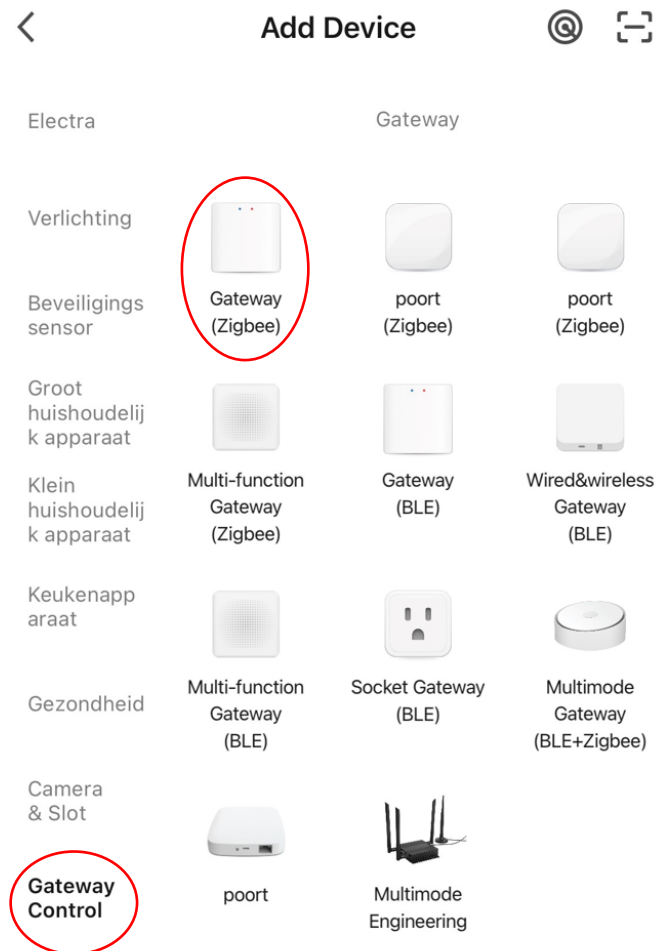 Add Device
Electra
Verlichting
Beveiligings
sensor
Groot
huishoudelij
k apparaat
Klein
huishoudelij
k apparaat
Keukenapp
araat
Gezondheid
Camera
& Slot
Gateway
Control
Gateway
Gateway
(Zigbee)
poort
(Zigbee)
poort
(Zigbee)
Multi-function
Gateway
(Zigbee)
Gateway
(BLE)
Wired&wireless
Gateway
(BLE)
Multi-function
Gateway
(BLE)
Socket Gateway
(BLE)
Multimode
Gateway
(BLE+Zigbee)
poort
Multimode
Engineering